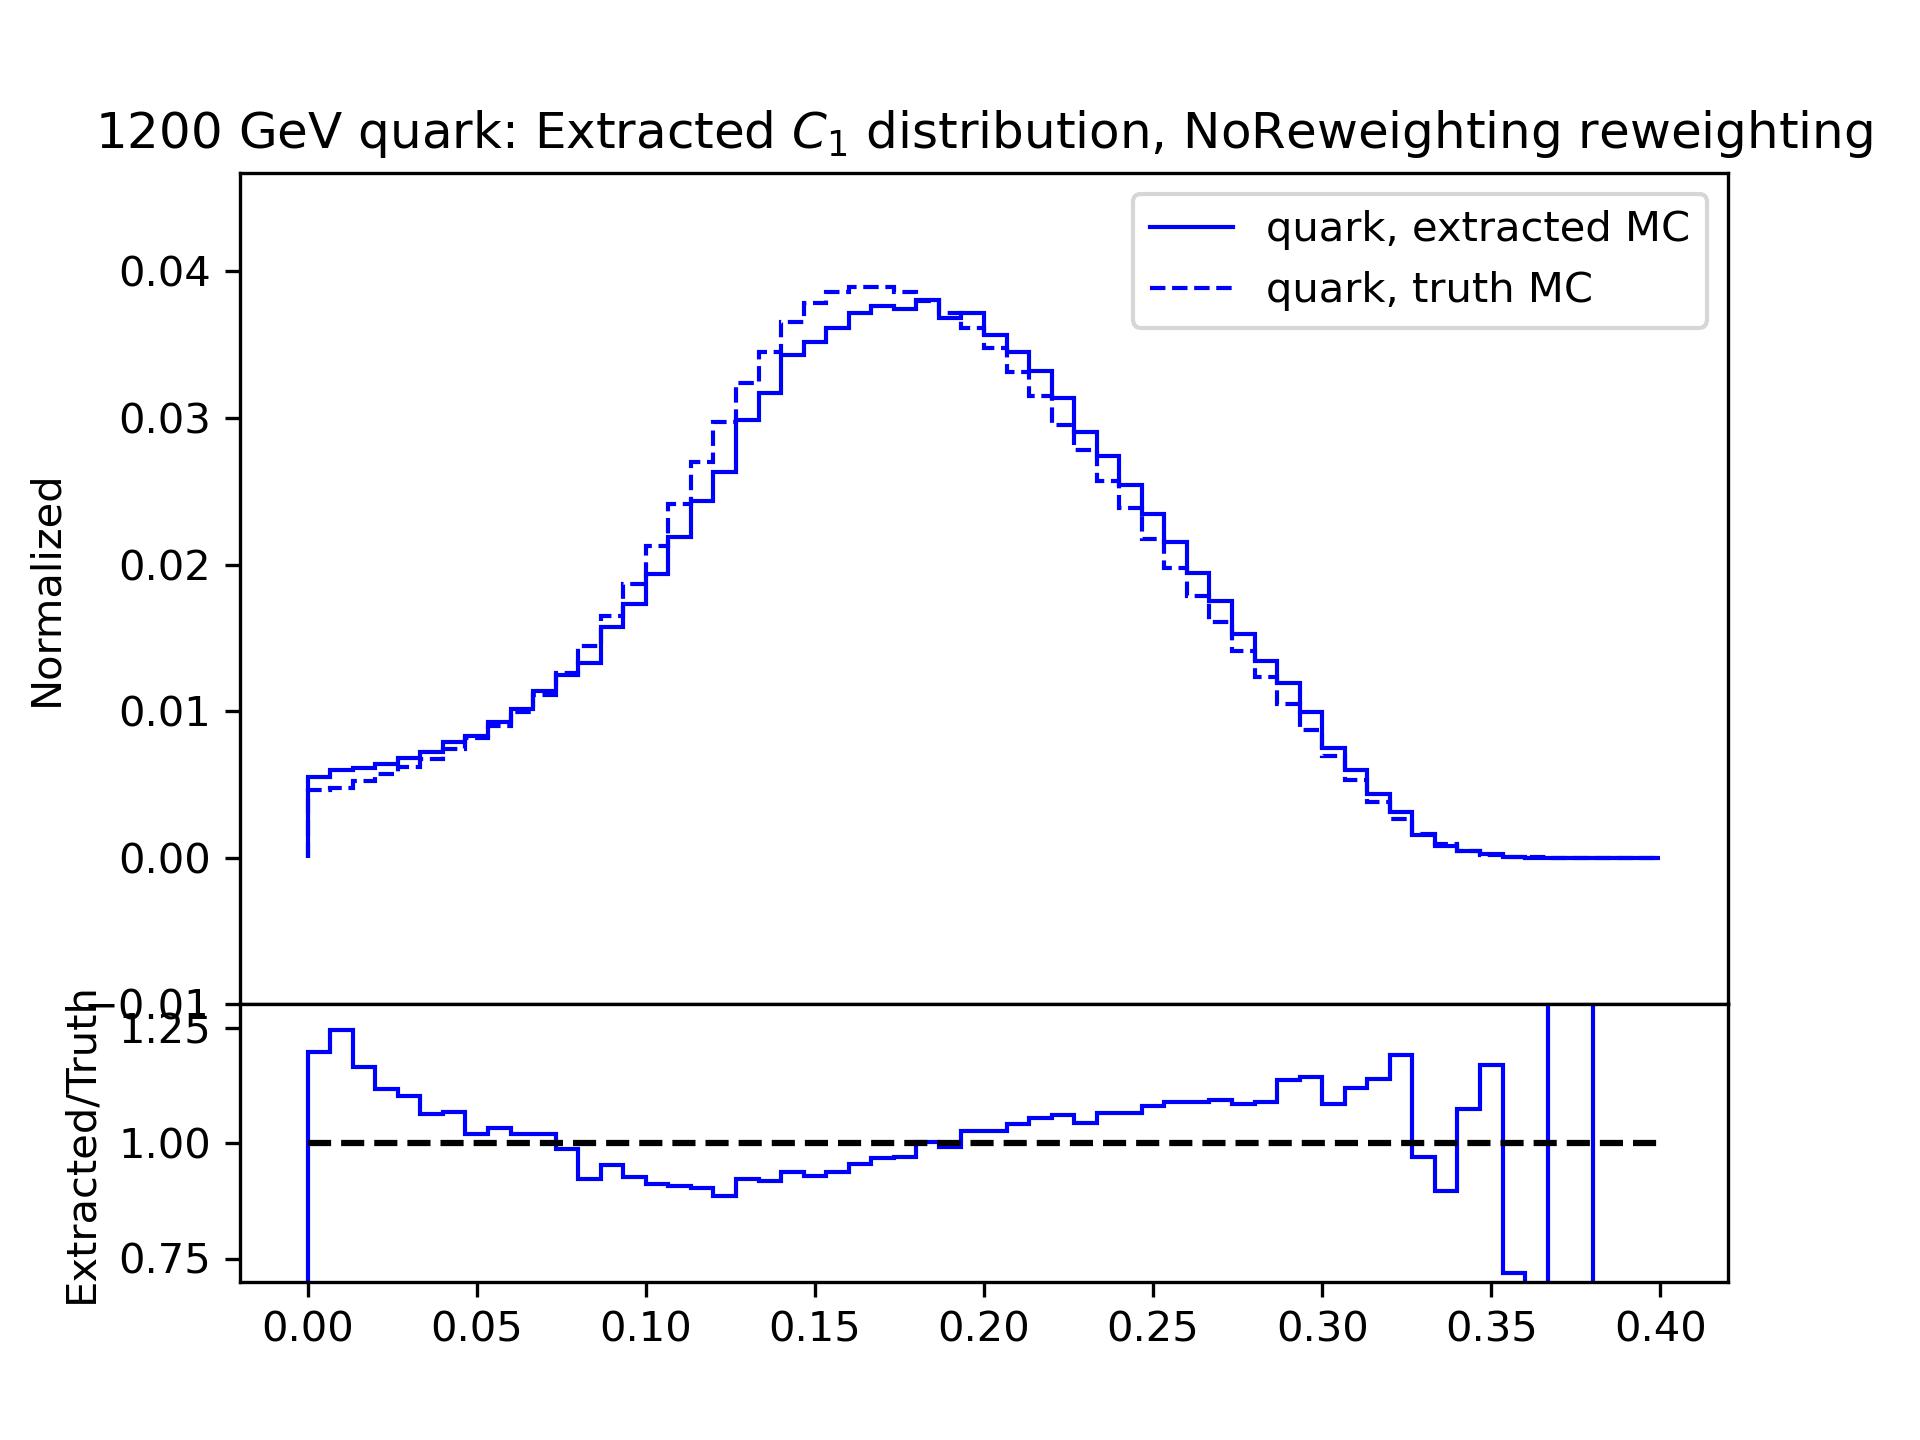 1200 GeV quark: Extracted C₁ distribution, NoReweighting reweighting
quark, extracted MC
quark, truth MC
Normalized
0.04
0.03
0.02
0.01
0.00
−0.01
Extracted/Truth
1.25
1.00
0.75
0.00 0.05 0.10 0.15 0.20 0.25 0.30 0.35 0.40